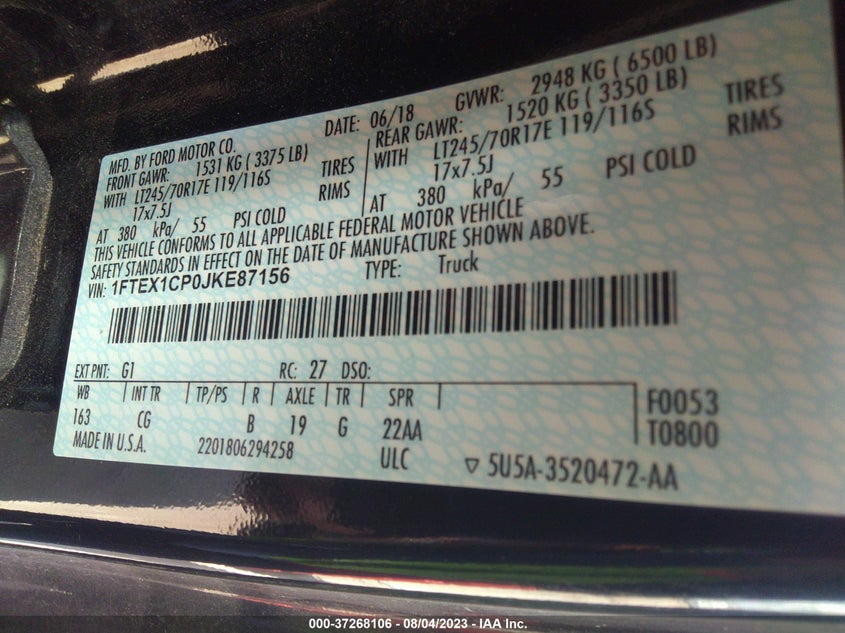 MFD. BY FORD MOTOR CO.
DATE: 06/18 GVWR: 2948 KG ( 6500 LB)
FRONT GAWR: 1531 KG ( 3375 LB)
WITH LT245/70R17E 119/116S TIRES
17x7.5J RIMS
AT 380 kPa/ 55 PSI COLD
REAR GAWR: 1520 KG ( 3350 LB)
WITH LT245/70R17E 119/116S TIRES
17x7.5J RIMS
AT 380 kPa/ 55 PSI COLD
THIS VEHICLE CONFORMS TO ALL APPLICABLE FEDERAL MOTOR VEHICLE
SAFETY STANDARDS IN EFFECT ON THE DATE OF MANUFACTURE SHOWN ABOVE.
VIN: 1FTEX1CP0JKE87156 TYPE: Truck
EXT PNT: G1 RC: 27 DSO:
WB INT TR TP/PS R AXLE TR SPR
163 CG B 19 G 22AA
F0053
T0800
MADE IN U.S.A. 2201806294258 ULC ▽ 5U5A-3520472-AA
000-37268106 - 08/04/2023 - IAA Inc.